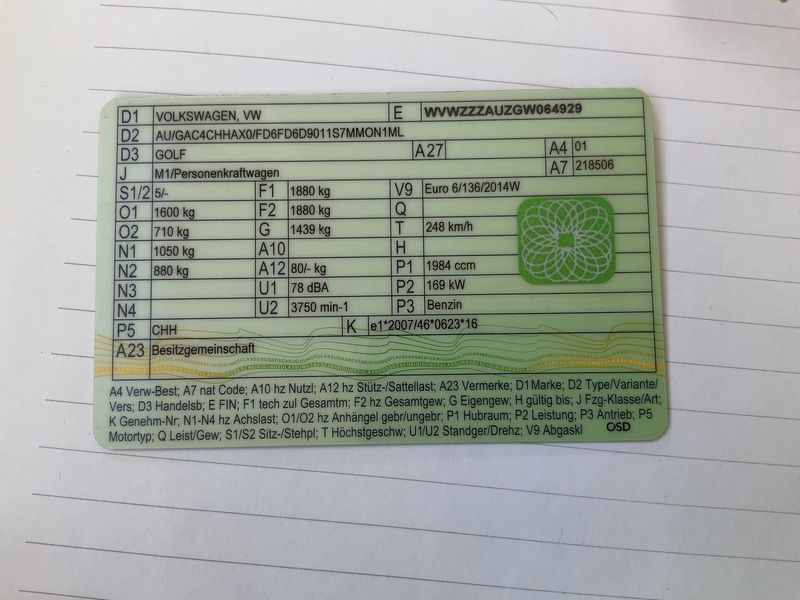 D1 VOLKSWAGEN, VW E WVWZZZAUZGW064929
D2 AU/GAC4CHHAX0/FD6FD6D9011S7MMON1ML
D3 GOLF A27 A4 01
J M1/Personenkraftwagen A7 218506
S1/2 5/- F1 1880 kg V9 Euro 6/136/2014W
O1 1600 kg F2 1880 kg Q
O2 710 kg G 1439 kg T 248 km/h
N1 1050 kg A10 H
N2 880 kg A12 80/- kg P1 1984 ccm
N3 U1 78 dBA P2 169 kW
N4 U2 3750 min-1 P3 Benzin
P5 CHH K e1*2007/46*0623*16
A23 Besitzgemeinschaft
A4 Verw-Best; A7 nat Code; A10 hz Nutzl; A12 hz Stütz-/Sattellast; A23 Vermerke; D1 Marke; D2 Type/Variante/
Vers; D3 Handelsb; E FIN; F1 tech zul Gesamtm; F2 hz Gesamtgew; G Eigengew; H gültig bis; J Fzg-Klasse/Art;
K Genehm-Nr; N1-N4 hz Achslast; O1/O2 hz Anhängel gebr/ungebr; P1 Hubraum; P2 Leistung; P3 Antrieb; P5
Motortyp; Q Leist/Gew; S1/S2 Sitz-/Stehpl; T Höchstgeschw; U1/U2 Standger/Drehz; V9 Abgaskl OSD